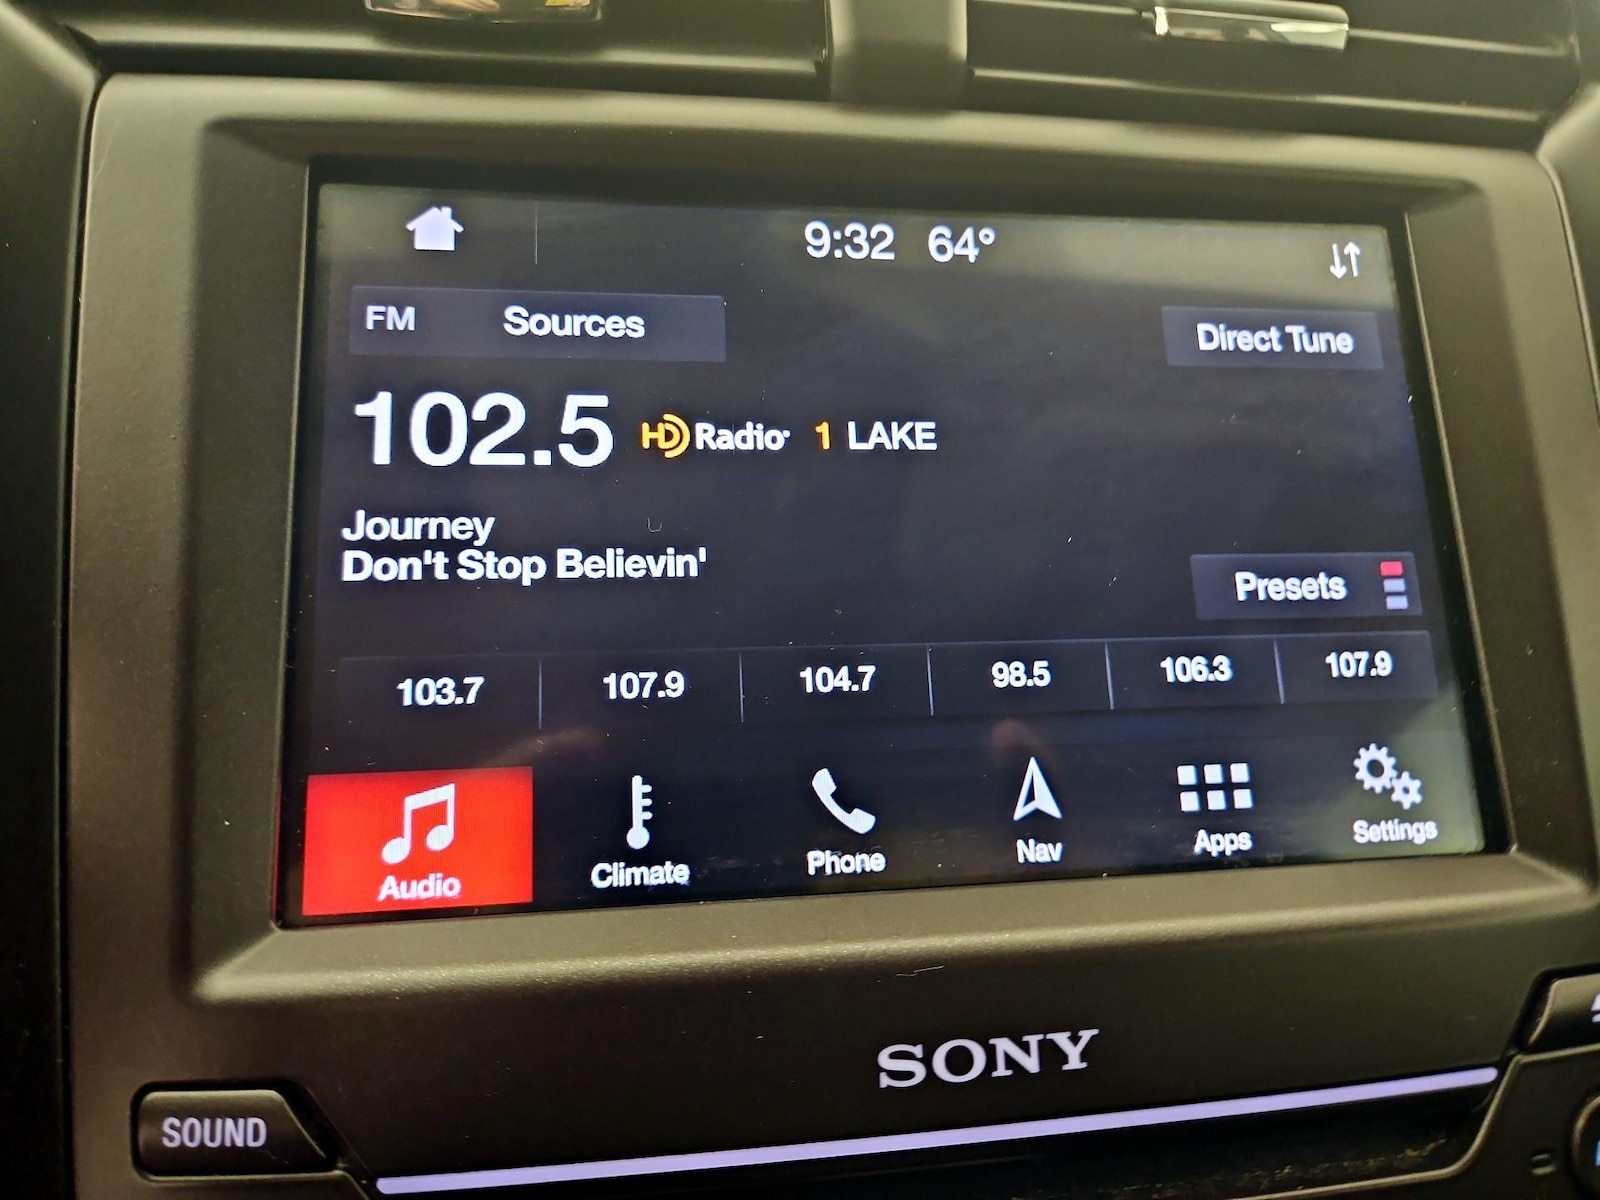 9:32 64°
FM Sources Direct Tune
102.5 HD Radio 1 LAKE
Journey
Don't Stop Believin'
Presets
103.7 107.9 104.7 98.5 106.3 107.9
Audio Climate Phone Nav Apps Settings
SONY
SOUND